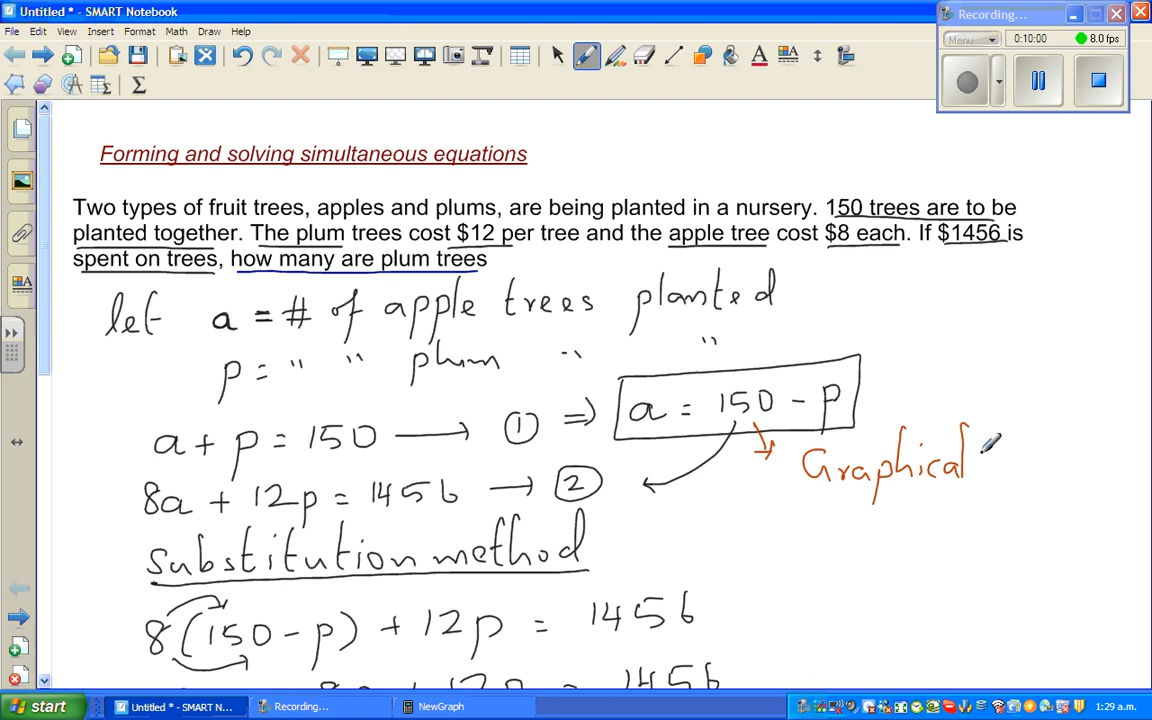 Untitled * - SMART Notebook
Recording...
File Edit View Insert Format Math Draw Help
Menu 0:10:00 8.0 fps
Forming and solving simultaneous equations
Two types of fruit trees, apples and plums, are being planted in a nursery. 150 trees are to be
planted together. The plum trees cost $12 per tree and the apple tree cost $8 each. If $1456 is
spent on trees, how many are plum trees
let a = # of apple trees planted
p = " " plum " "
a + p = 150 → ① ⇒ a = 150 - p
Graphical
8a + 12p = 1456 → ②
substitution method
8(150 - p) + 12p = 1456
= 1456
start Untitled * - SMART N... Recording... NewGraph 1:29 a.m.